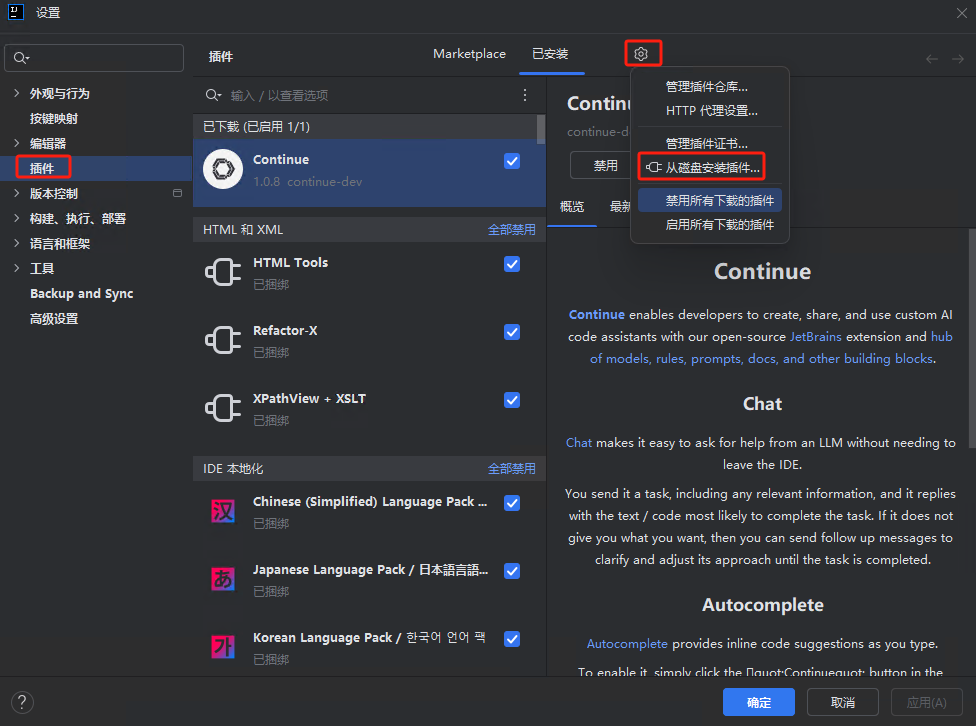 设置
插件
Marketplace
已安装
外观与行为
按键映射
编辑器
插件
版本控制
构建、执行、部署
语言和框架
工具
Backup and Sync
高级设置
输入 / 以查看选项
已下载 (已启用 1/1)
Continue
1.0.8 continue-dev
HTML 和 XML
全部禁用
HTML Tools
已捆绑
Refactor-X
已捆绑
XPathView + XSLT
已捆绑
IDE 本地化
全部禁用
Chinese (Simplified) Language Pack ...
已捆绑
Japanese Language Pack / 日本語言語...
已捆绑
Korean Language Pack / 한국어 언어 팩
已捆绑
continue-d
禁用
概览
最新
管理插件仓库...
HTTP 代理设置...
管理插件证书...
从磁盘安装插件...
禁用所有下载的插件
启用所有下载的插件
Continue
Continue enables developers to create, share, and use custom AI
code assistants with our open-source JetBrains extension and hub
of models, rules, prompts, docs, and other building blocks.
Chat
Chat makes it easy to ask for help from an LLM without needing to
leave the IDE.
You send it a task, including any relevant information, and it replies
with the text / code most likely to complete the task. If it does not
give you what you want, then you can send follow up messages to
clarify and adjust its approach until the task is completed.
Autocomplete
Autocomplete provides inline code suggestions as you type.
To enable it, simply click the []quot;Continuequot; button in the
?
确定
取消
应用(A)